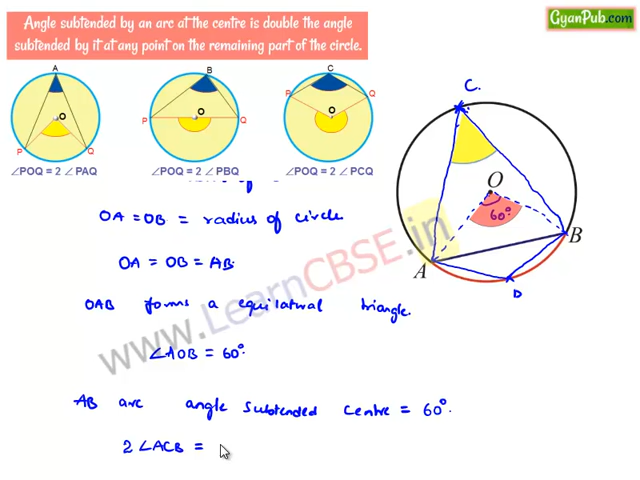 Angle subtended by an arc at the centre is double the angle
subtended by it at any point on the remaining part of the circle.
GyanPub.com
A
O
P
Q
∠POQ = 2 ∠PAQ
B
O
P
Q
∠POQ = 2 ∠PBQ
C
O
P
Q
∠POQ = 2 ∠PCQ
C.
O
60°
A
B
D
OA = OB = radius of circle
OA = OB = AB.
OAB forms a equilatural triangle.
∠AOB = 60°.
AB arc angle subtended centre = 60°.
2 ∠ACB =
www.LearnCBSE.in